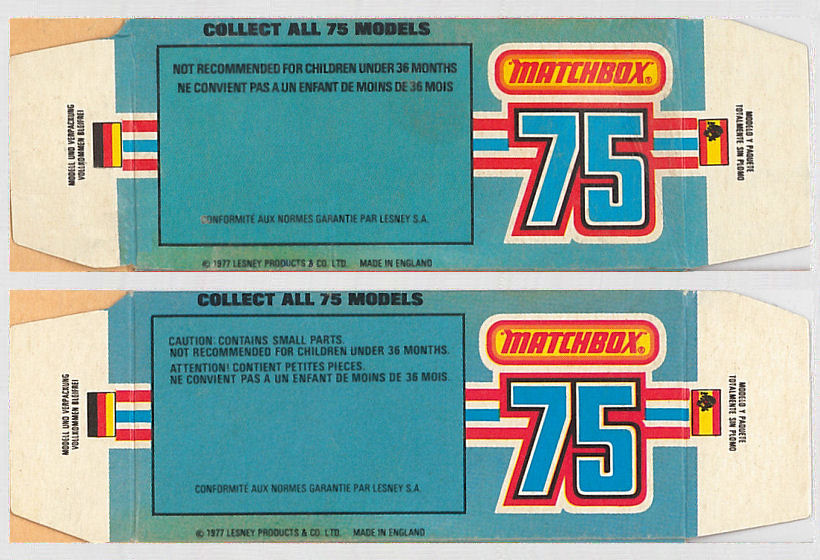 COLLECT ALL 75 MODELS
NOT RECOMMENDED FOR CHILDREN UNDER 36 MONTHS
NE CONVIENT PAS A UN ENFANT DE MOINS DE 36 MOIS
CONFORMITÉ AUX NORMES GARANTIE PAR LESNEY S.A.
© 1977 LESNEY PRODUCTS & CO. LTD. MADE IN ENGLAND
"MATCHBOX"®
75
MODELL UND VERPACKUNG
VOLLKOMMEN BLEIFREI
MODELO Y PAQUETE
TOTALMENTE SIN PLOMO
COLLECT ALL 75 MODELS
CAUTION: CONTAINS SMALL PARTS.
NOT RECOMMENDED FOR CHILDREN UNDER 36 MONTHS.
ATTENTION! CONTIENT PETITES PIECES.
NE CONVIENT PAS A UN ENFANT DE MOINS DE 36 MOIS.
CONFORMITÉ AUX NORMES GARANTIE PAR LESNEY S.A.
© 1977 LESNEY PRODUCTS & CO. LTD. MADE IN ENGLAND
"MATCHBOX"®
75
MODELL UND VERPACKUNG
VOLLKOMMEN BLEIFREI
MODELO Y PAQUETE
TOTALMENTE SIN PLOMO